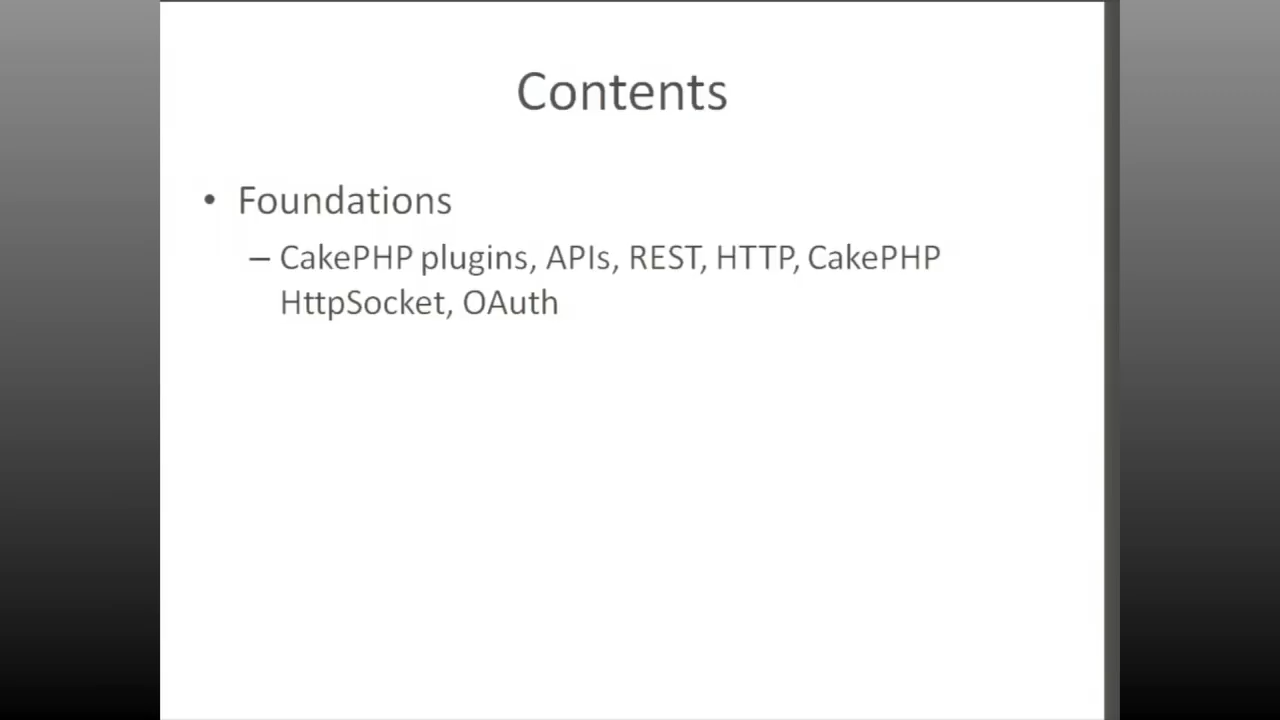 Contents
• Foundations
– CakePHP plugins, APIs, REST, HTTP, CakePHP
HttpSocket, OAuth